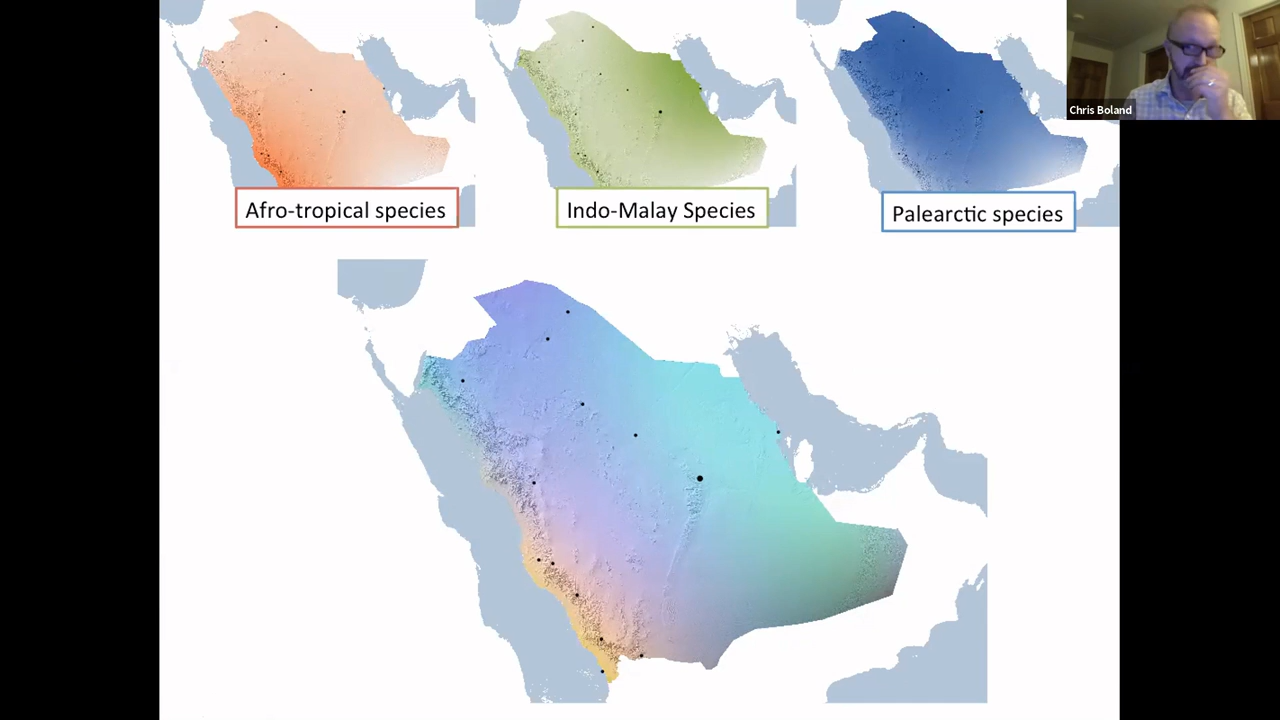 Afro-tropical species
Indo-Malay Species
Palearctic species
Chris Boland